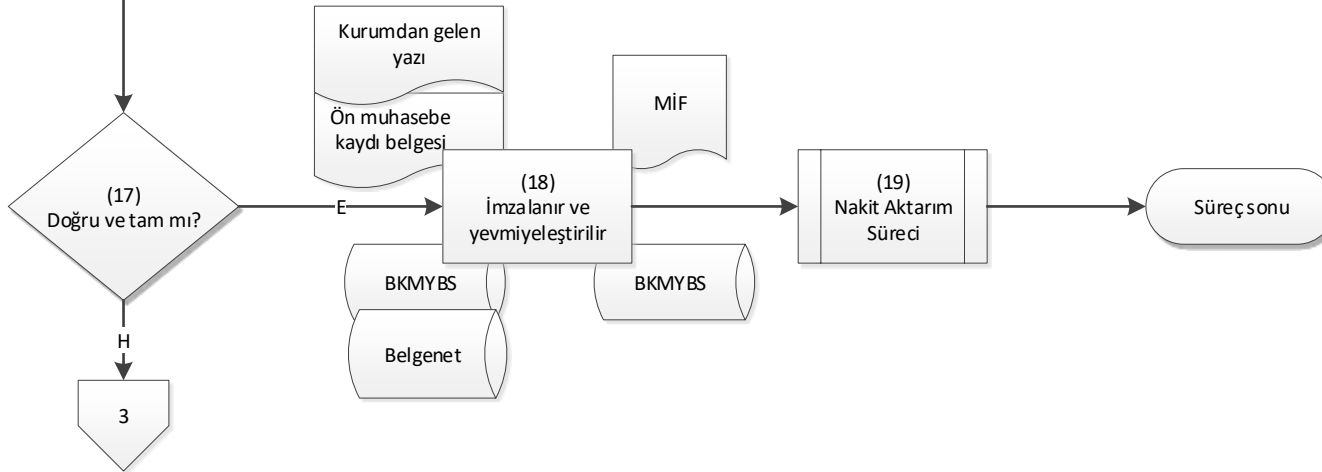 Kurumdan gelen
yazı
Ön muhasebe
kaydı belgesi
MİF
(17)
Doğru ve tam mı?
E
(18)
İmzalanır ve
yevmiyeleştirilir
(19)
Nakit Aktarım
Süreci
Süreç sonu
BKMYBS
BKMYBS
Belgenet
H
3